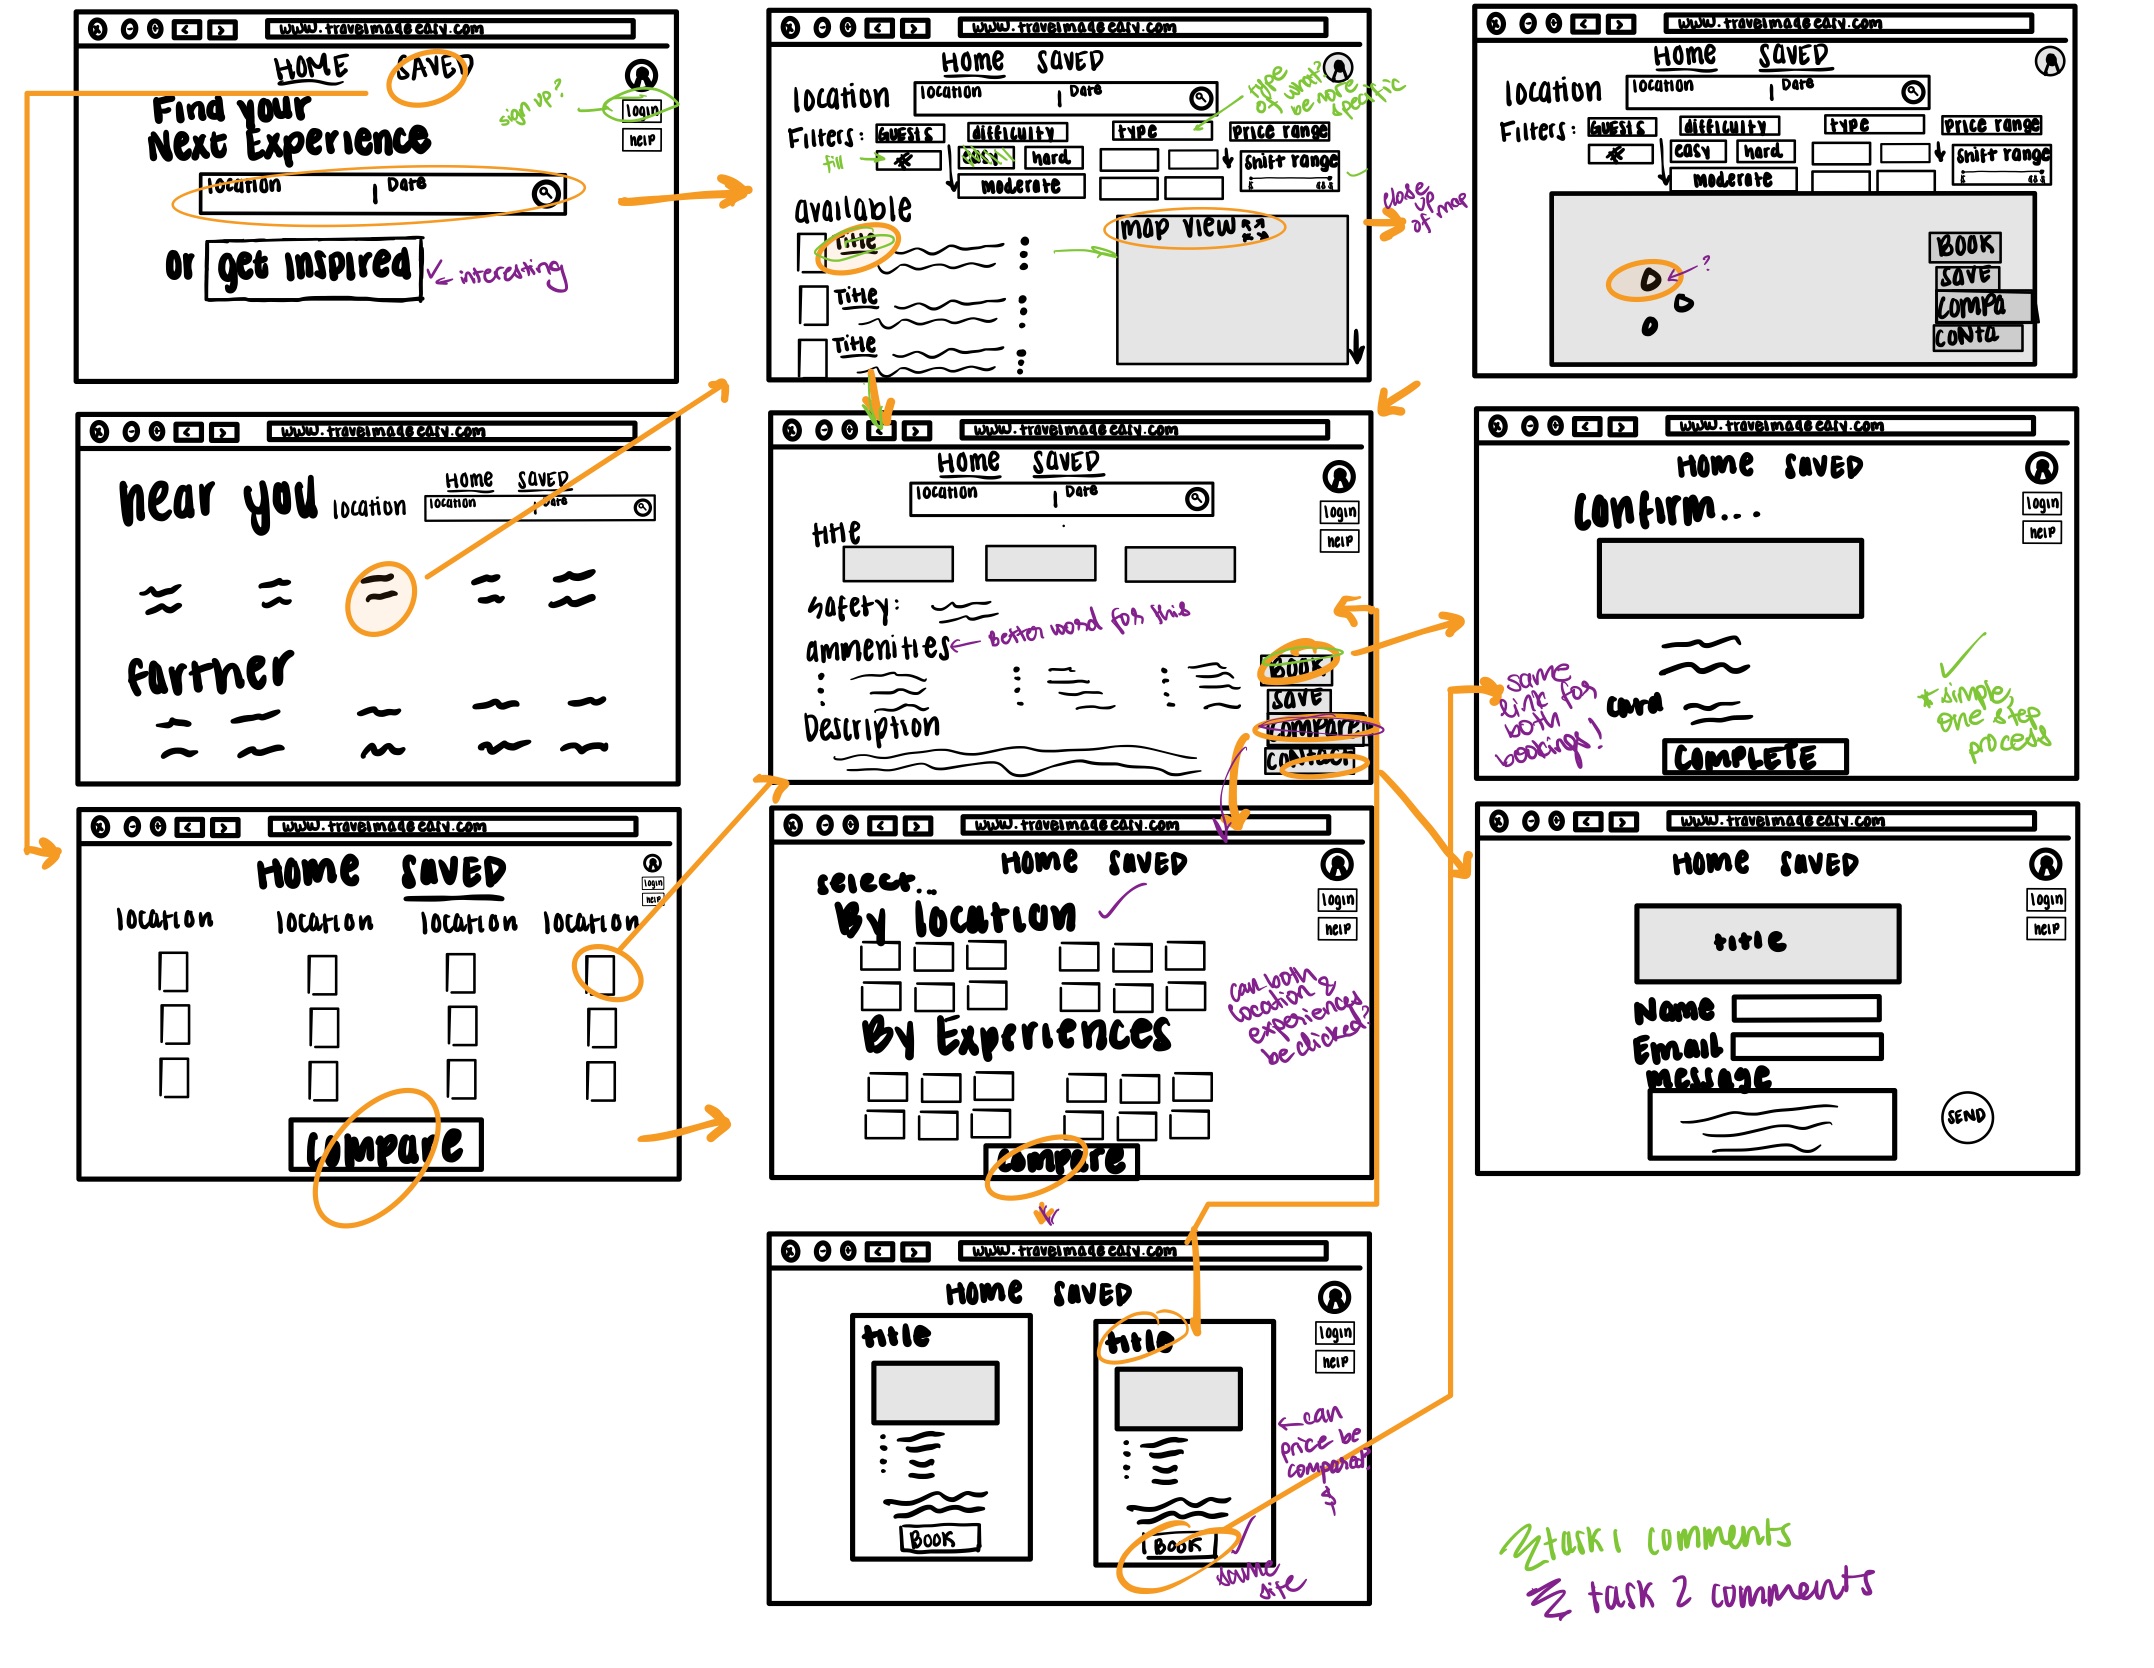 www.travelmadeeasy.com
HOME SAVED
sign up?
login
help
Find your
Next Experience
location | Date
or get inspired
interesting
www.travelmadeeasy.com
Home SAVED
location
location | Date
type
of what?
be more
specific
Filters: GUESTS difficulty type Price range
fill
hard
shift range
moderate
available
Title
map view
Title
Title
close
up
of map
www.travelmadeeasy.com
Home SAVED
location
location | Date
Filters: GUESTS difficulty type Price range
easy hard
shift range
moderate
?
BOOK
SAVE
COMPA
CONTA
www.travelmadeeasy.com
near you
Home SAVED
location
location | Date
farther
www.travelmadeeasy.com
Home SAVED
location | Date
login
help
title
safety:
ammenities
Better word for this
BOOK
SAVE
compare
contact
Description
www.travelmadeeasy.com
Home SAVED
login
help
confirm...
same
link for
both
bookings!
card
* simple,
one step
process
COMPLETE
www.travelmadeeasy.com
Home SAVED
login
help
location location location location
compare
www.travelmadeeasy.com
Home SAVED
login
help
select...
By location
can both
location &
experiences
be clicked?
By Experiences
compare
www.travelmadeeasy.com
Home SAVED
login
help
title
Name
Email
message
SEND
www.travelmadeeasy.com
Home SAVED
login
help
title
title
can
price be
compared?
$
BOOK
BOOK
same
site
task 1 comments
task 2 comments